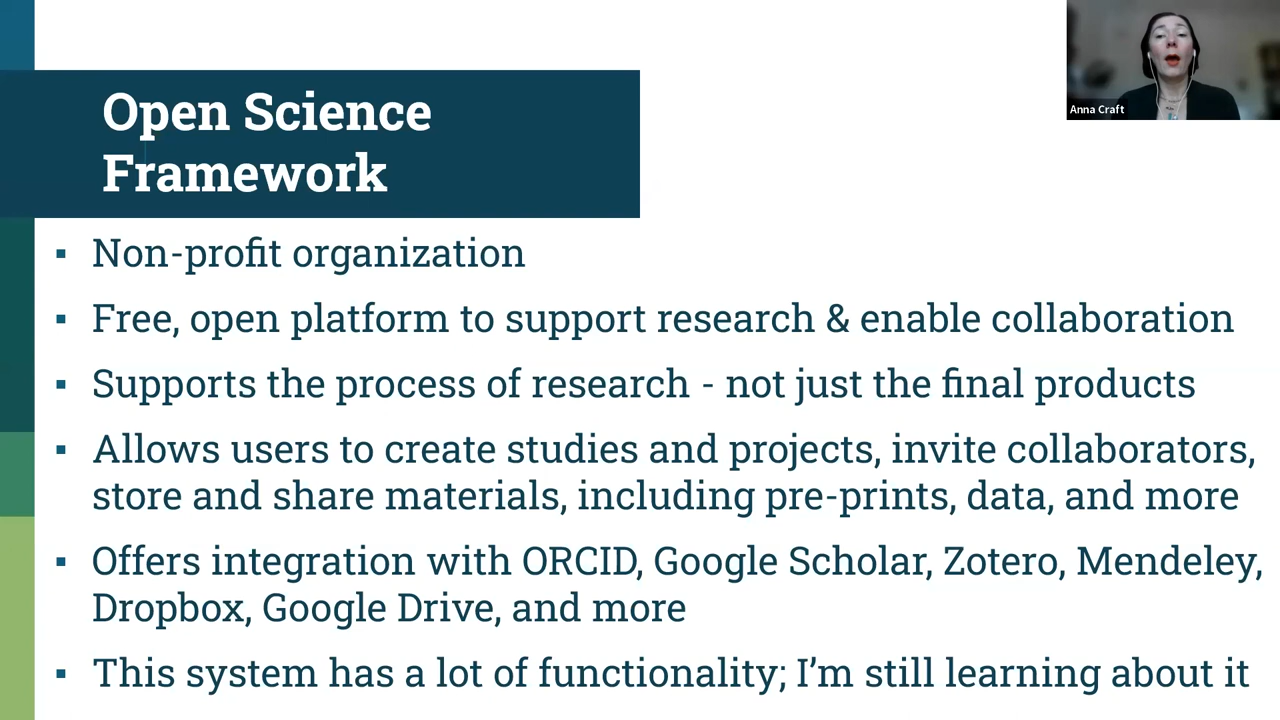 Open Science
Framework
Anna Craft
▪ Non-profit organization
▪ Free, open platform to support research & enable collaboration
▪ Supports the process of research - not just the final products
▪ Allows users to create studies and projects, invite collaborators,
store and share materials, including pre-prints, data, and more
▪ Offers integration with ORCID, Google Scholar, Zotero, Mendeley,
Dropbox, Google Drive, and more
▪ This system has a lot of functionality; I’m still learning about it